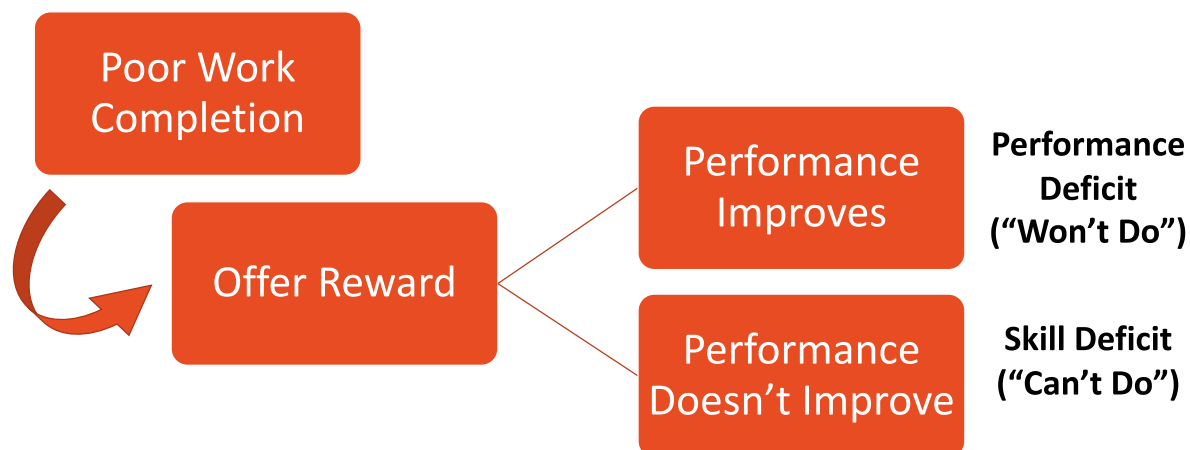 Poor Work
Completion
Offer Reward
Performance
Improves
Performance
Deficit
(“Won’t Do”)
Performance
Doesn’t Improve
Skill Deficit
(“Can’t Do”)